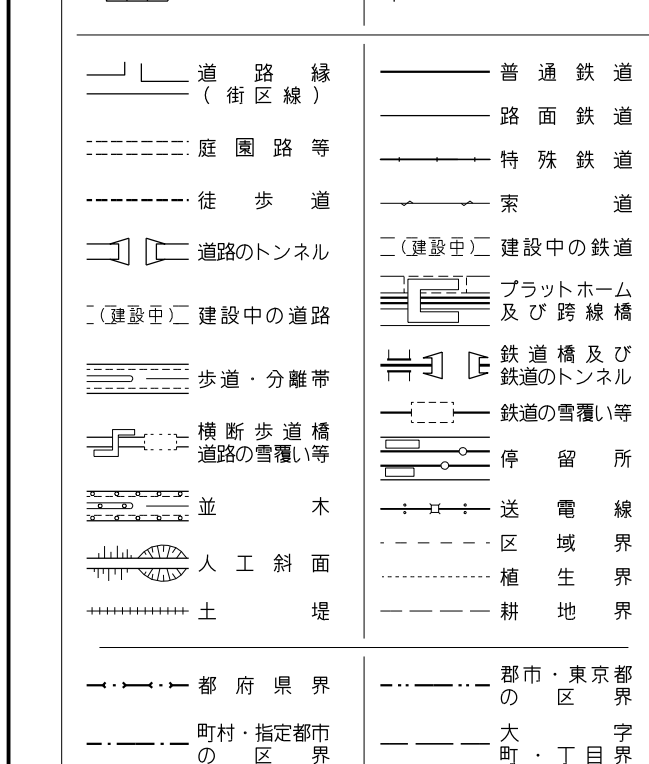 道路縁
(街区線)
庭園路等
徒歩道
道路のトンネル
(建設中)
建設中の道路
歩道・分離帯
横断歩道橋
道路の雪覆い等
並木
人工斜面
土堤
普通鉄道
路面鉄道
特殊鉄道
索道
(建設中)
建設中の鉄道
プラットホーム
及び跨線橋
鉄道橋及び
鉄道のトンネル
鉄道の雪覆い等
停留所
送電線
区域界
植生界
耕地界
都府県界
町村・指定都市
の区界
郡市・東京都
の区界
大字
町・丁目界